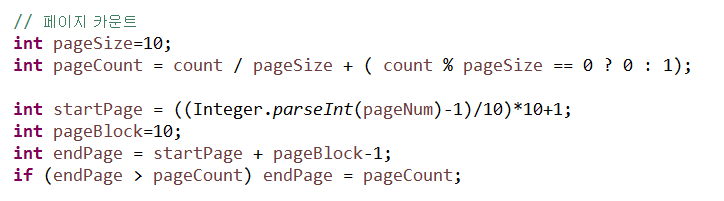 // 페이지 카운트
int pageSize=10;
int pageCount = count / pageSize + ( count % pageSize == 0 ? 0 : 1);
int startPage = ((Integer.parseInt(pageNum)-1)/10)*10+1;
int pageBlock=10;
int endPage = startPage + pageBlock-1;
if (endPage > pageCount) endPage = pageCount;